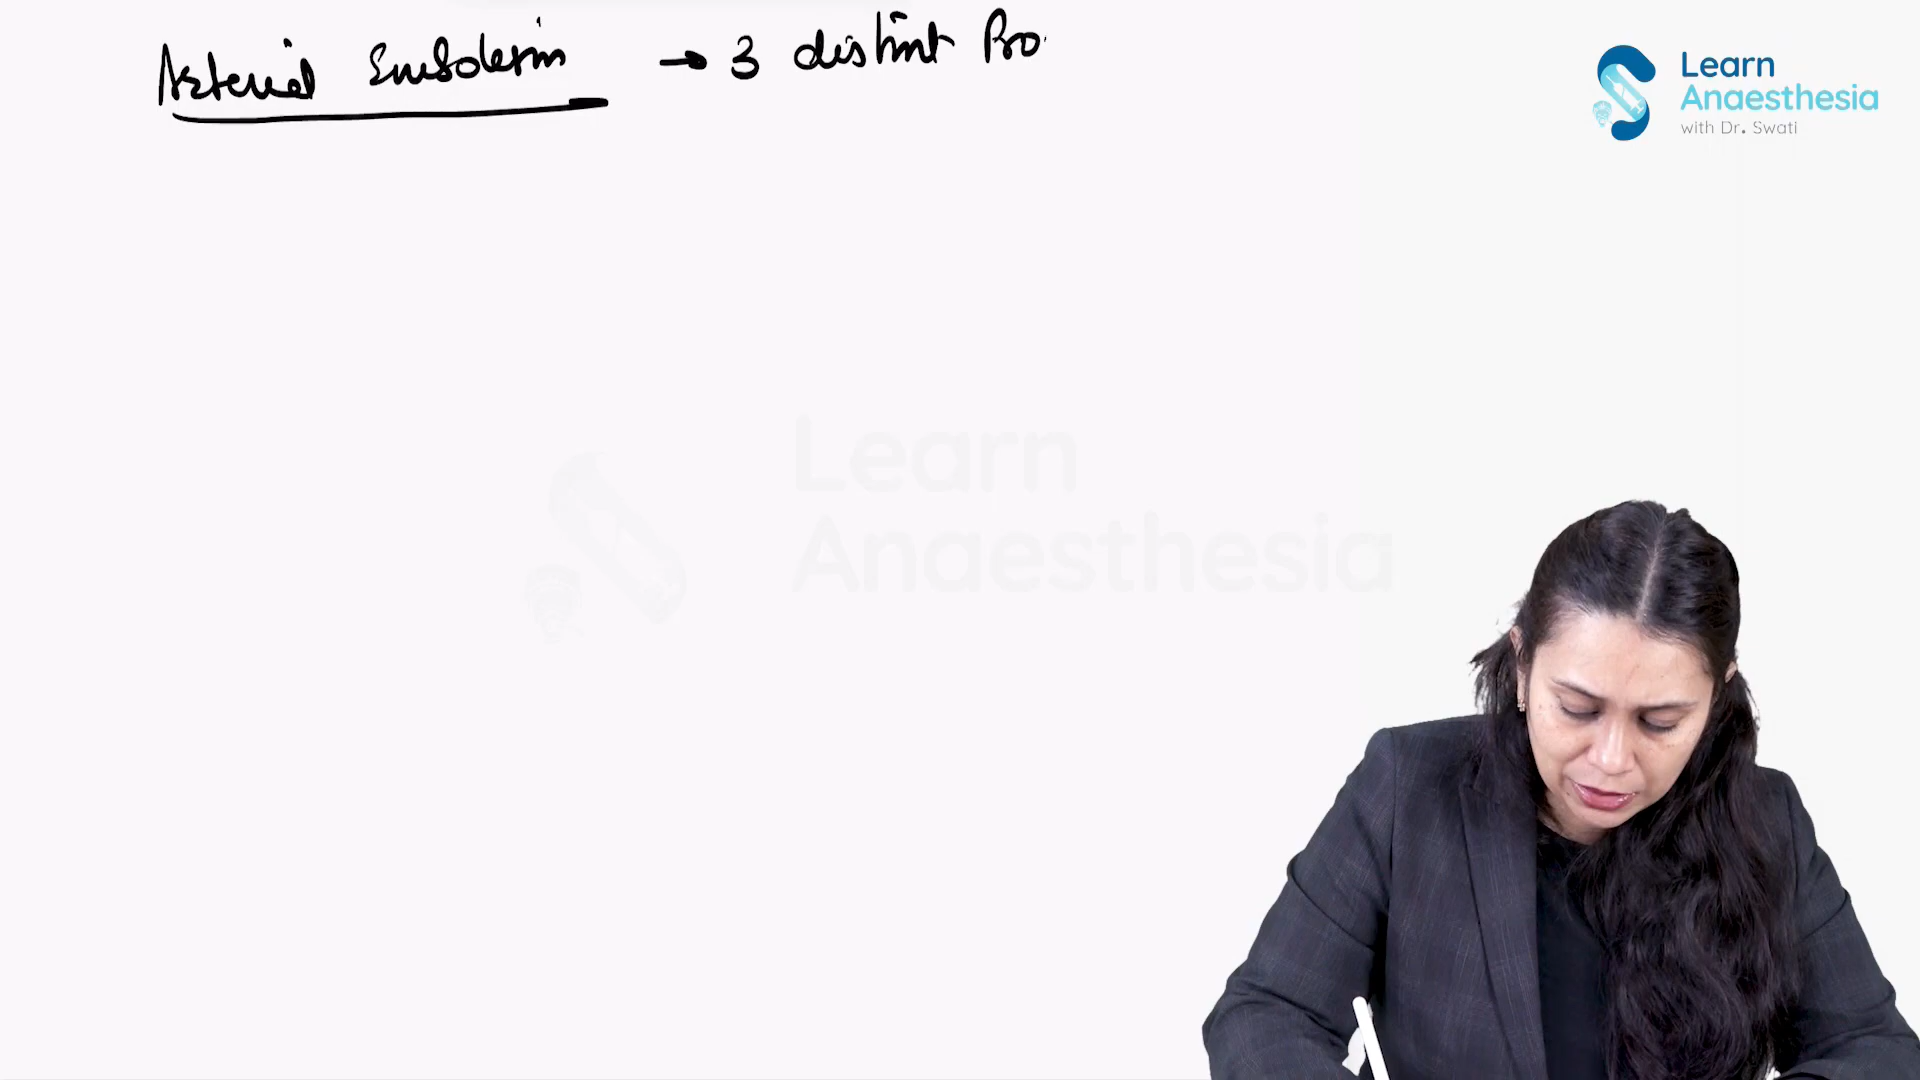 Arterial Embolism → 3 distinct Pro
Learn
Anaesthesia
with Dr. Swati
Learn
Anaesthesia